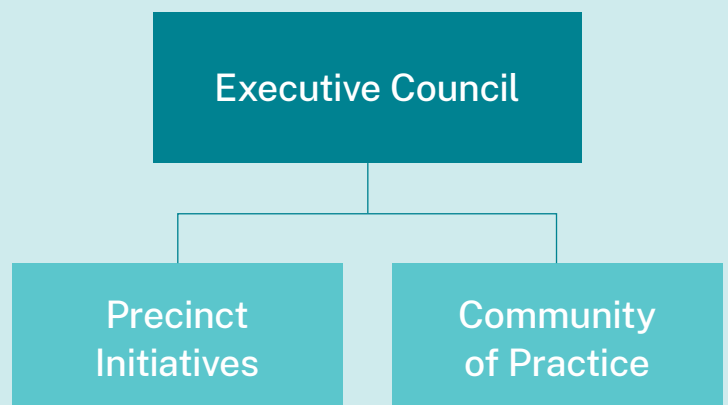 Executive Council
Precinct
Initiatives
Community
of Practice